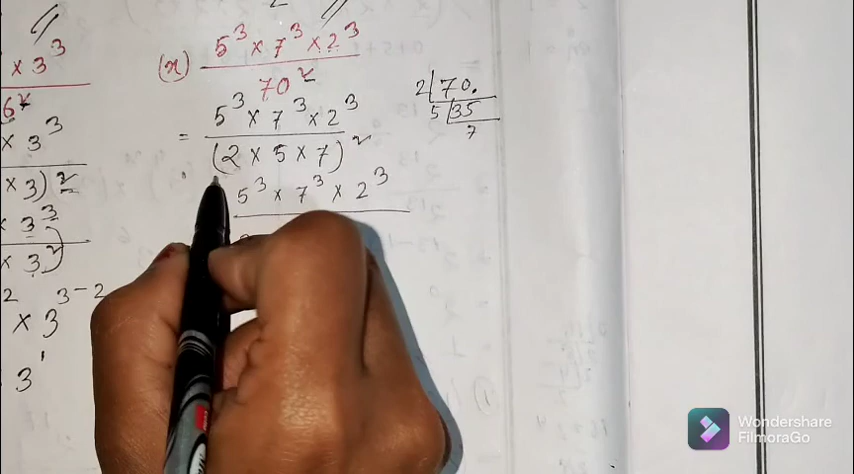 × 3³
6²
× 3³
× 3)²
× 3³
× 3²)
² × 3³⁻²
3¹
(x) 5³ × 7³ × 2³
70²
= 5³ × 7³ × 2³
(2 × 5 × 7)²
5³ × 7³ × 2³
2 70.
5 35
7
Wondershare
FilmoraGo